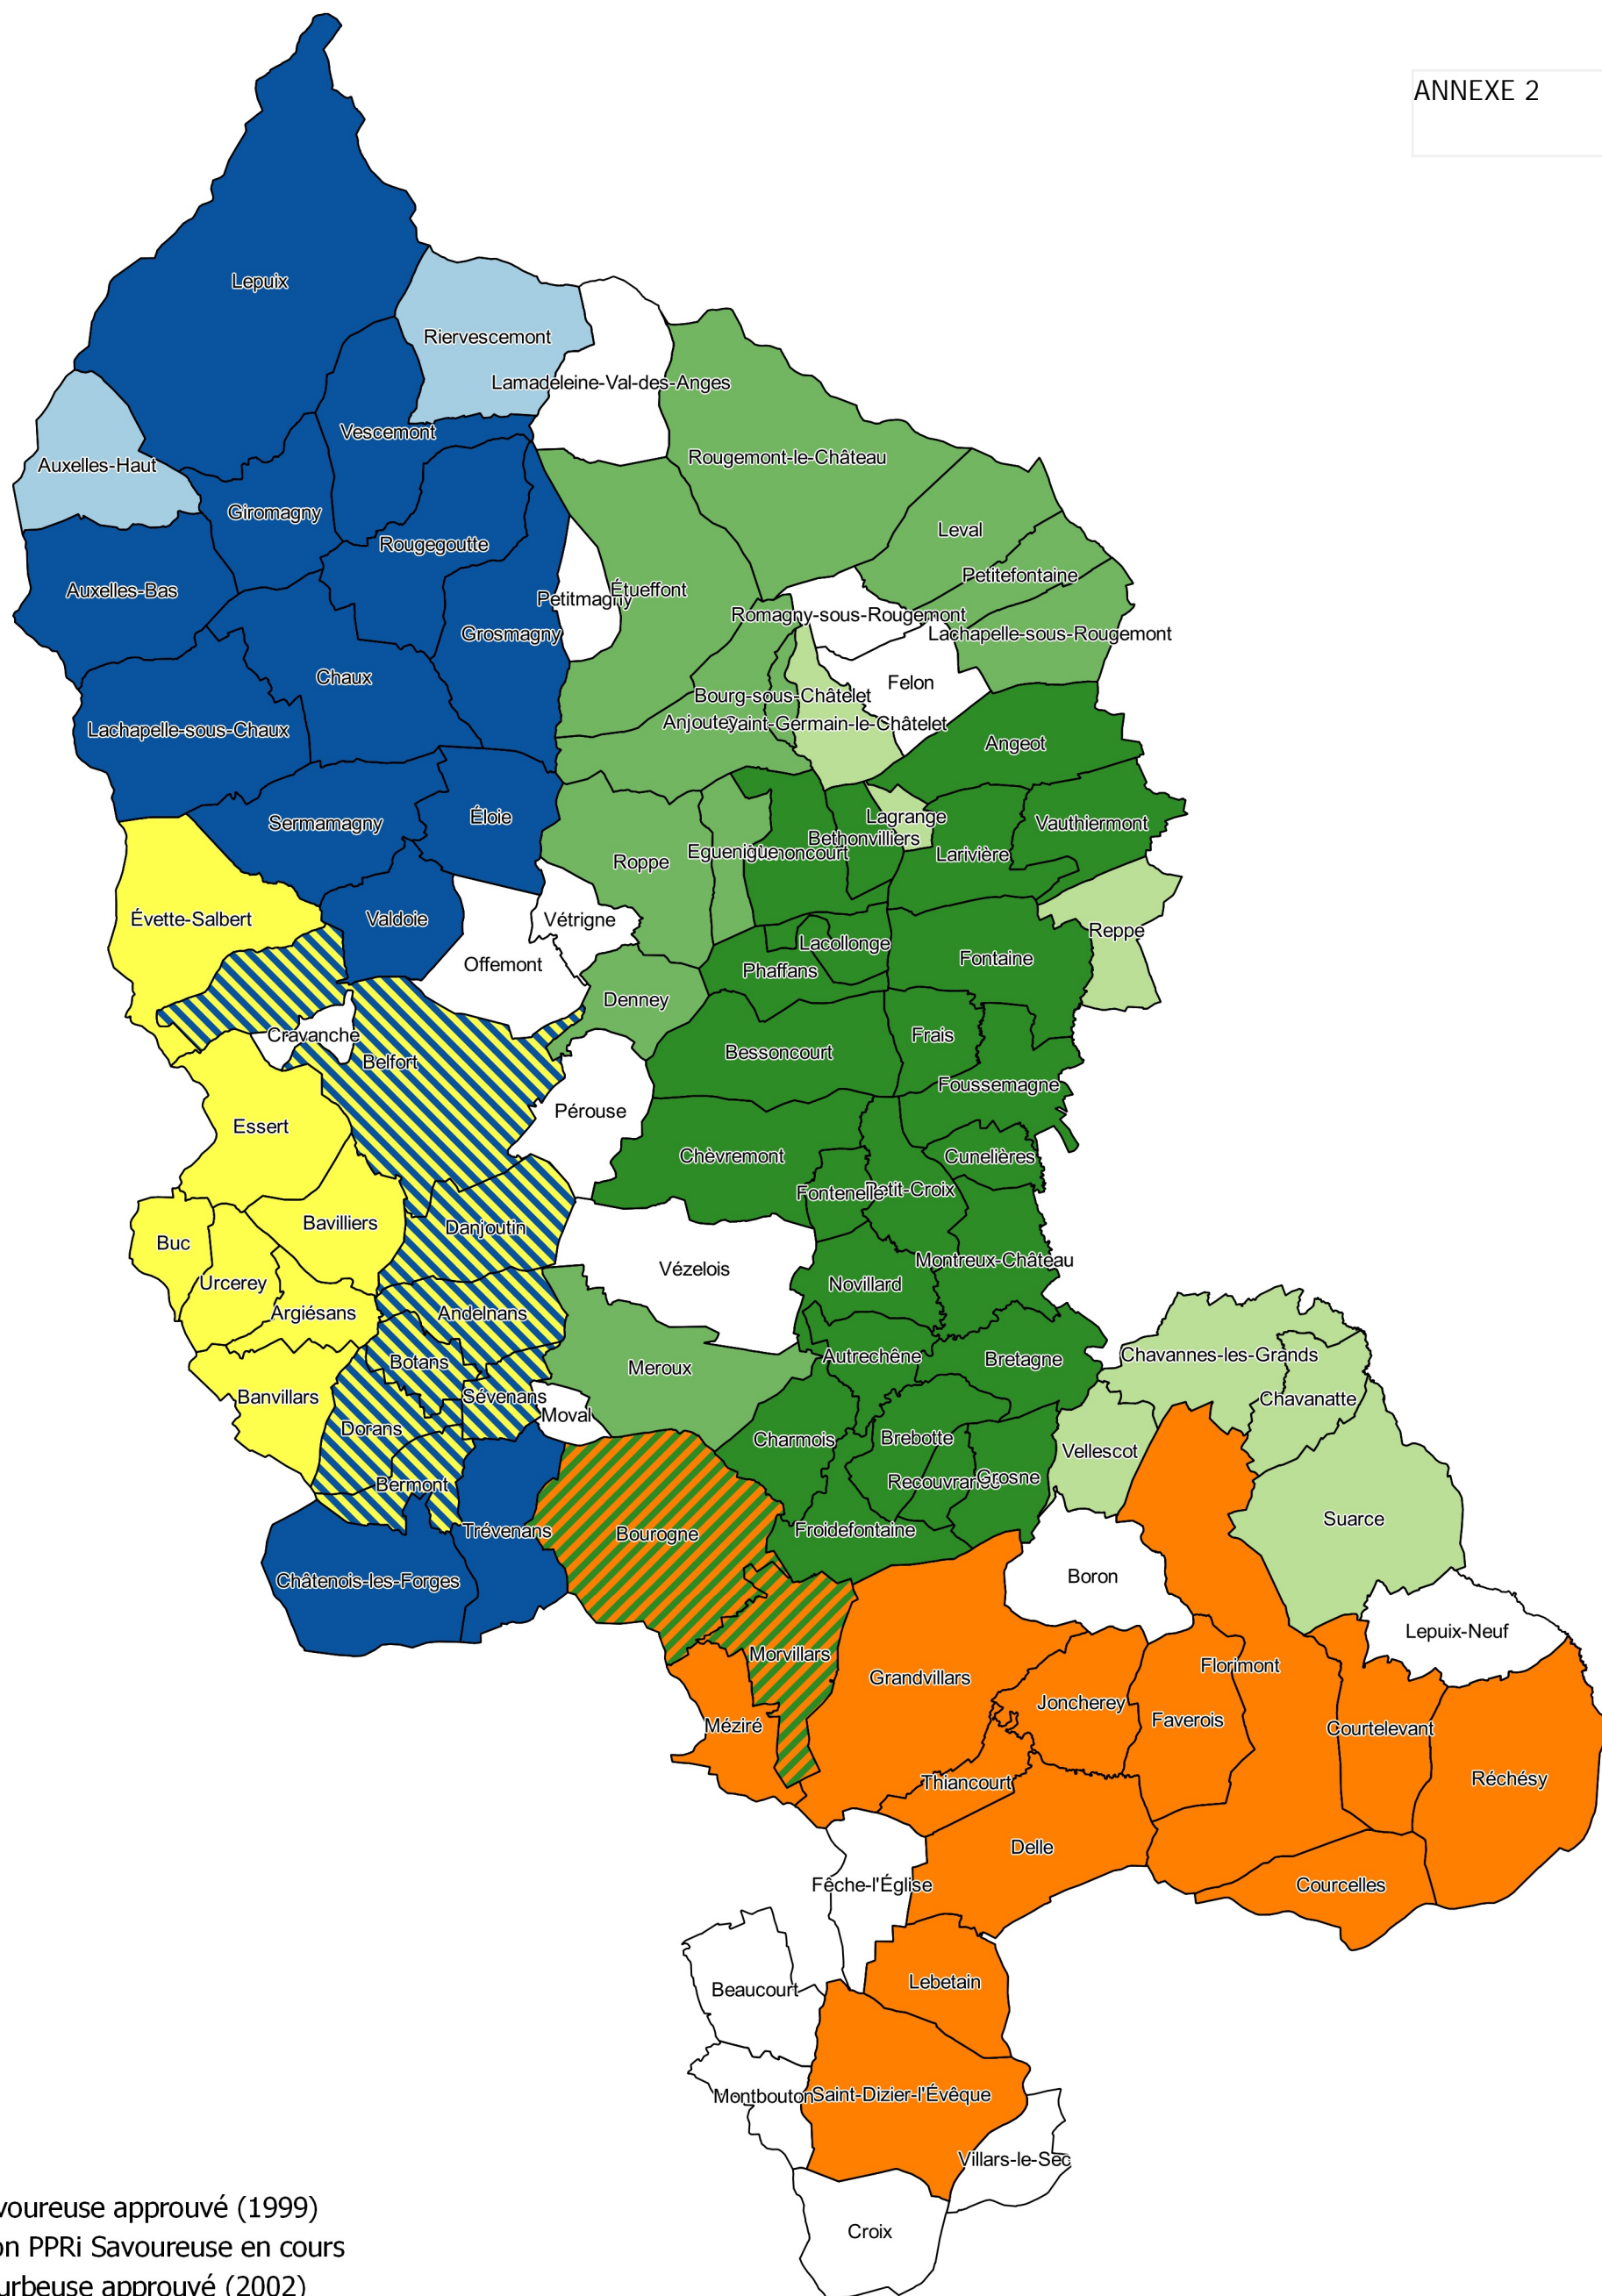 ANNEXE 2
Lepuix
Riervescemont
Lamadeleine-Val-des-Anges
Vescemont
Rougemont-le-Château
Auxelles-Haut
Giromagny
Leval
Rougegoutte
Petitefontaine
Auxelles-Bas
Étueffont
Petitmagny
Romagny-sous-Rougemont
Grosmagny
Lachapelle-sous-Rougemont
Chaux
Felon
Bourg-sous-Châtelet
Anjoutey
Saint-Germain-le-Châtelet
Lachapelle-sous-Chaux
Angeot
Éloie
Lagrange
Sermamagny
Vauthiermont
Bethonvilliers
Eguenigue
Menoncourt
Larivière
Roppe
Évette-Salbert
Valdoie
Vétrigne
Reppe
Lacollonge
Fontaine
Offemont
Phaffans
Denney
Cravanche
Frais
Bessoncourt
Belfort
Foussemagne
Pérouse
Essert
Chèvremont
Cunelières
Fontenelle
Petit-Croix
Bavilliers
Danjoutin
Buc
Montreux-Château
Vézelois
Urcerey
Novillard
Argiésans
Andelnans
Chavannes-les-Grands
Autrechêne
Bretagne
Botans
Meroux
Banvillars
Sévenans
Chavanatte
Moval
Dorans
Charmois
Brebotte
Vellescot
Recouvrance
Grosne
Bermont
Suarce
Trévenans
Bourogne
Froidefontaine
Châtenois-les-Forges
Boron
Lepuix-Neuf
Morvillars
Florimont
Grandvillars
Joncherey
Faverois
Méziré
Courtelevant
Thiancourt
Réchésy
Delle
Fêche-l'Église
Courcelles
Lebetain
Beaucourt
Montbouton
Saint-Dizier-l'Évêque
Villars-le-Sec
Croix
voureuse approuvé (1999)
on PPRi Savoureuse en cours
urbeuse approuvé (2002)